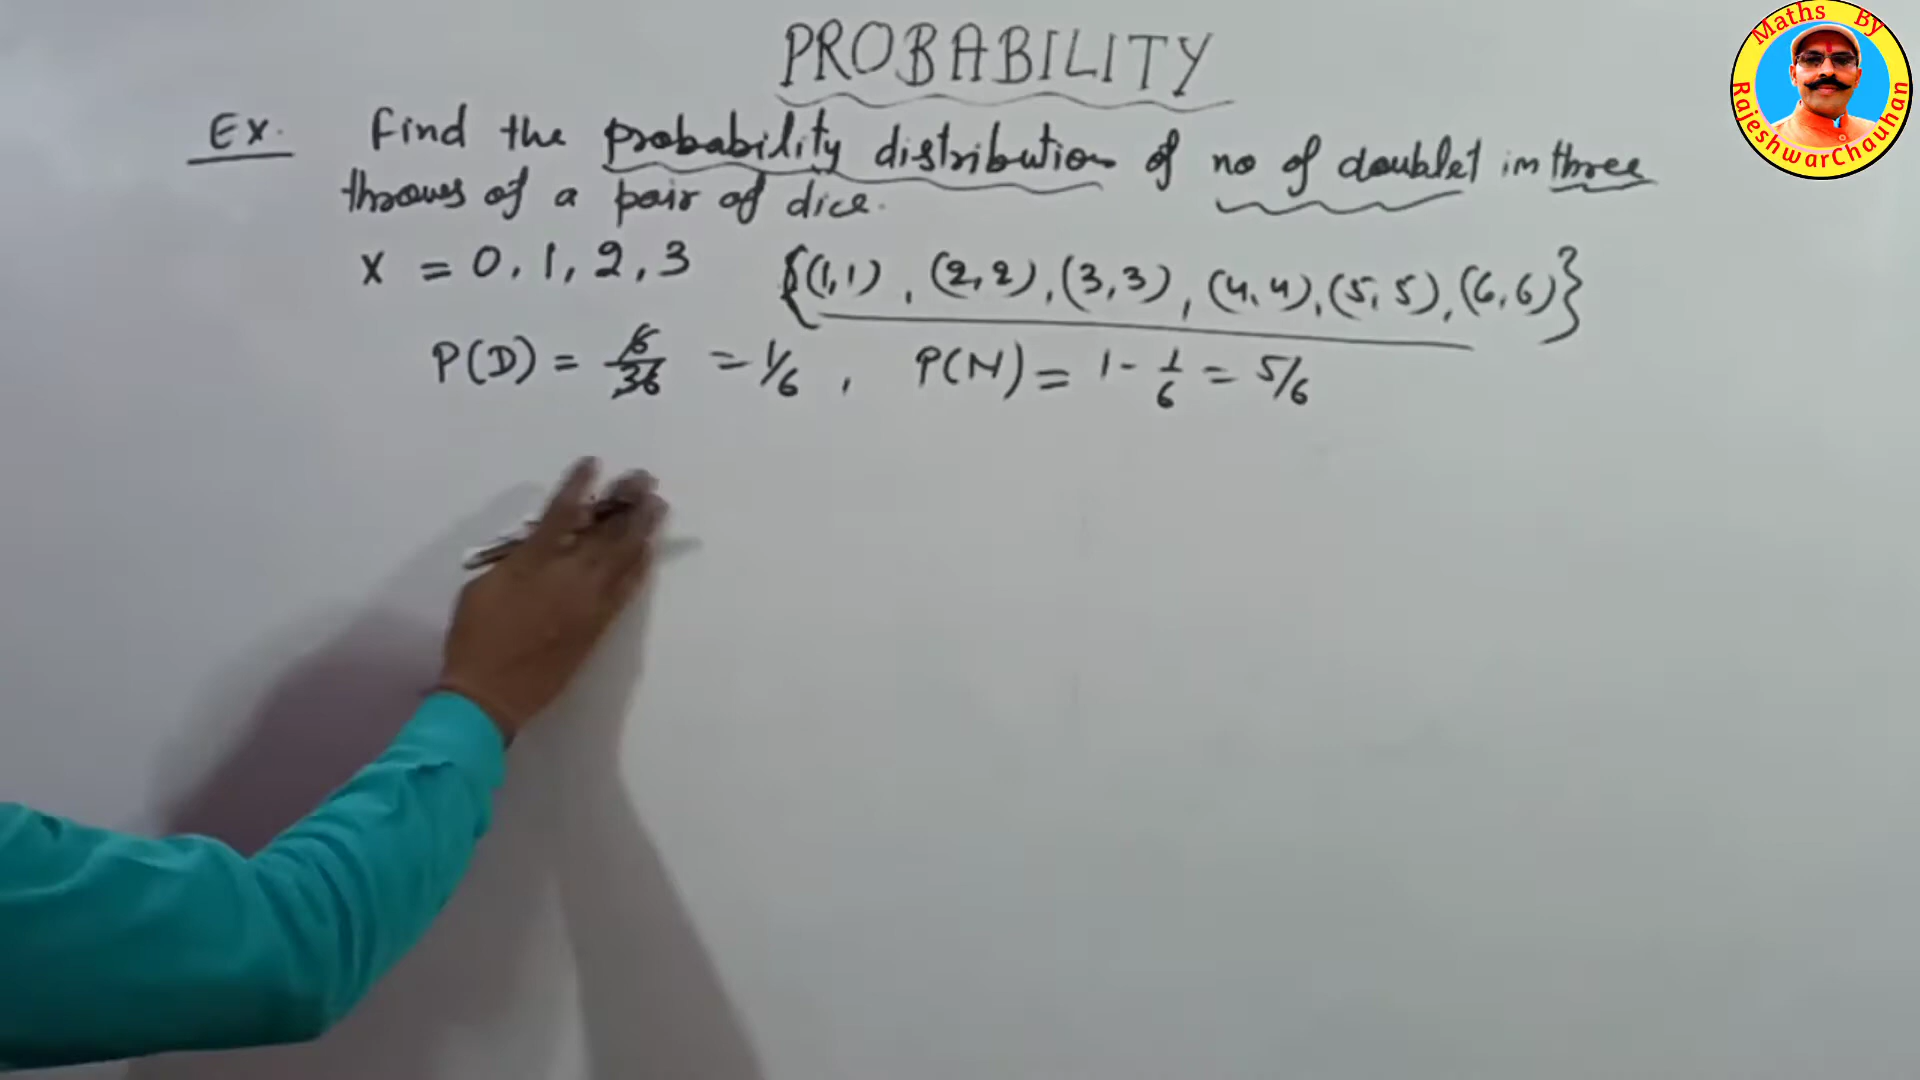 PROBABILITY
Ex. Find the probability distribution of no of doublet in three
throws of a pair of dice.
X = 0, 1, 2, 3 {(1,1), (2,2), (3,3), (4,4), (5,5), (6,6)}
P(D) = 6/36 = 1/6, P(N) = 1 - 1/6 = 5/6
Maths By
RajeshwarChauhan